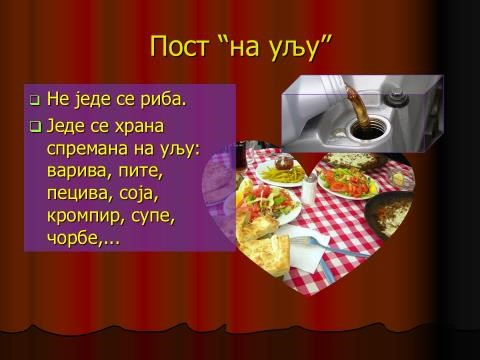 Пост “на уљу”
Не једе се риба.
Једе се храна
спремана на уљу:
варива, пите,
пецива, соја,
кромпир, супе,
чорбе,...